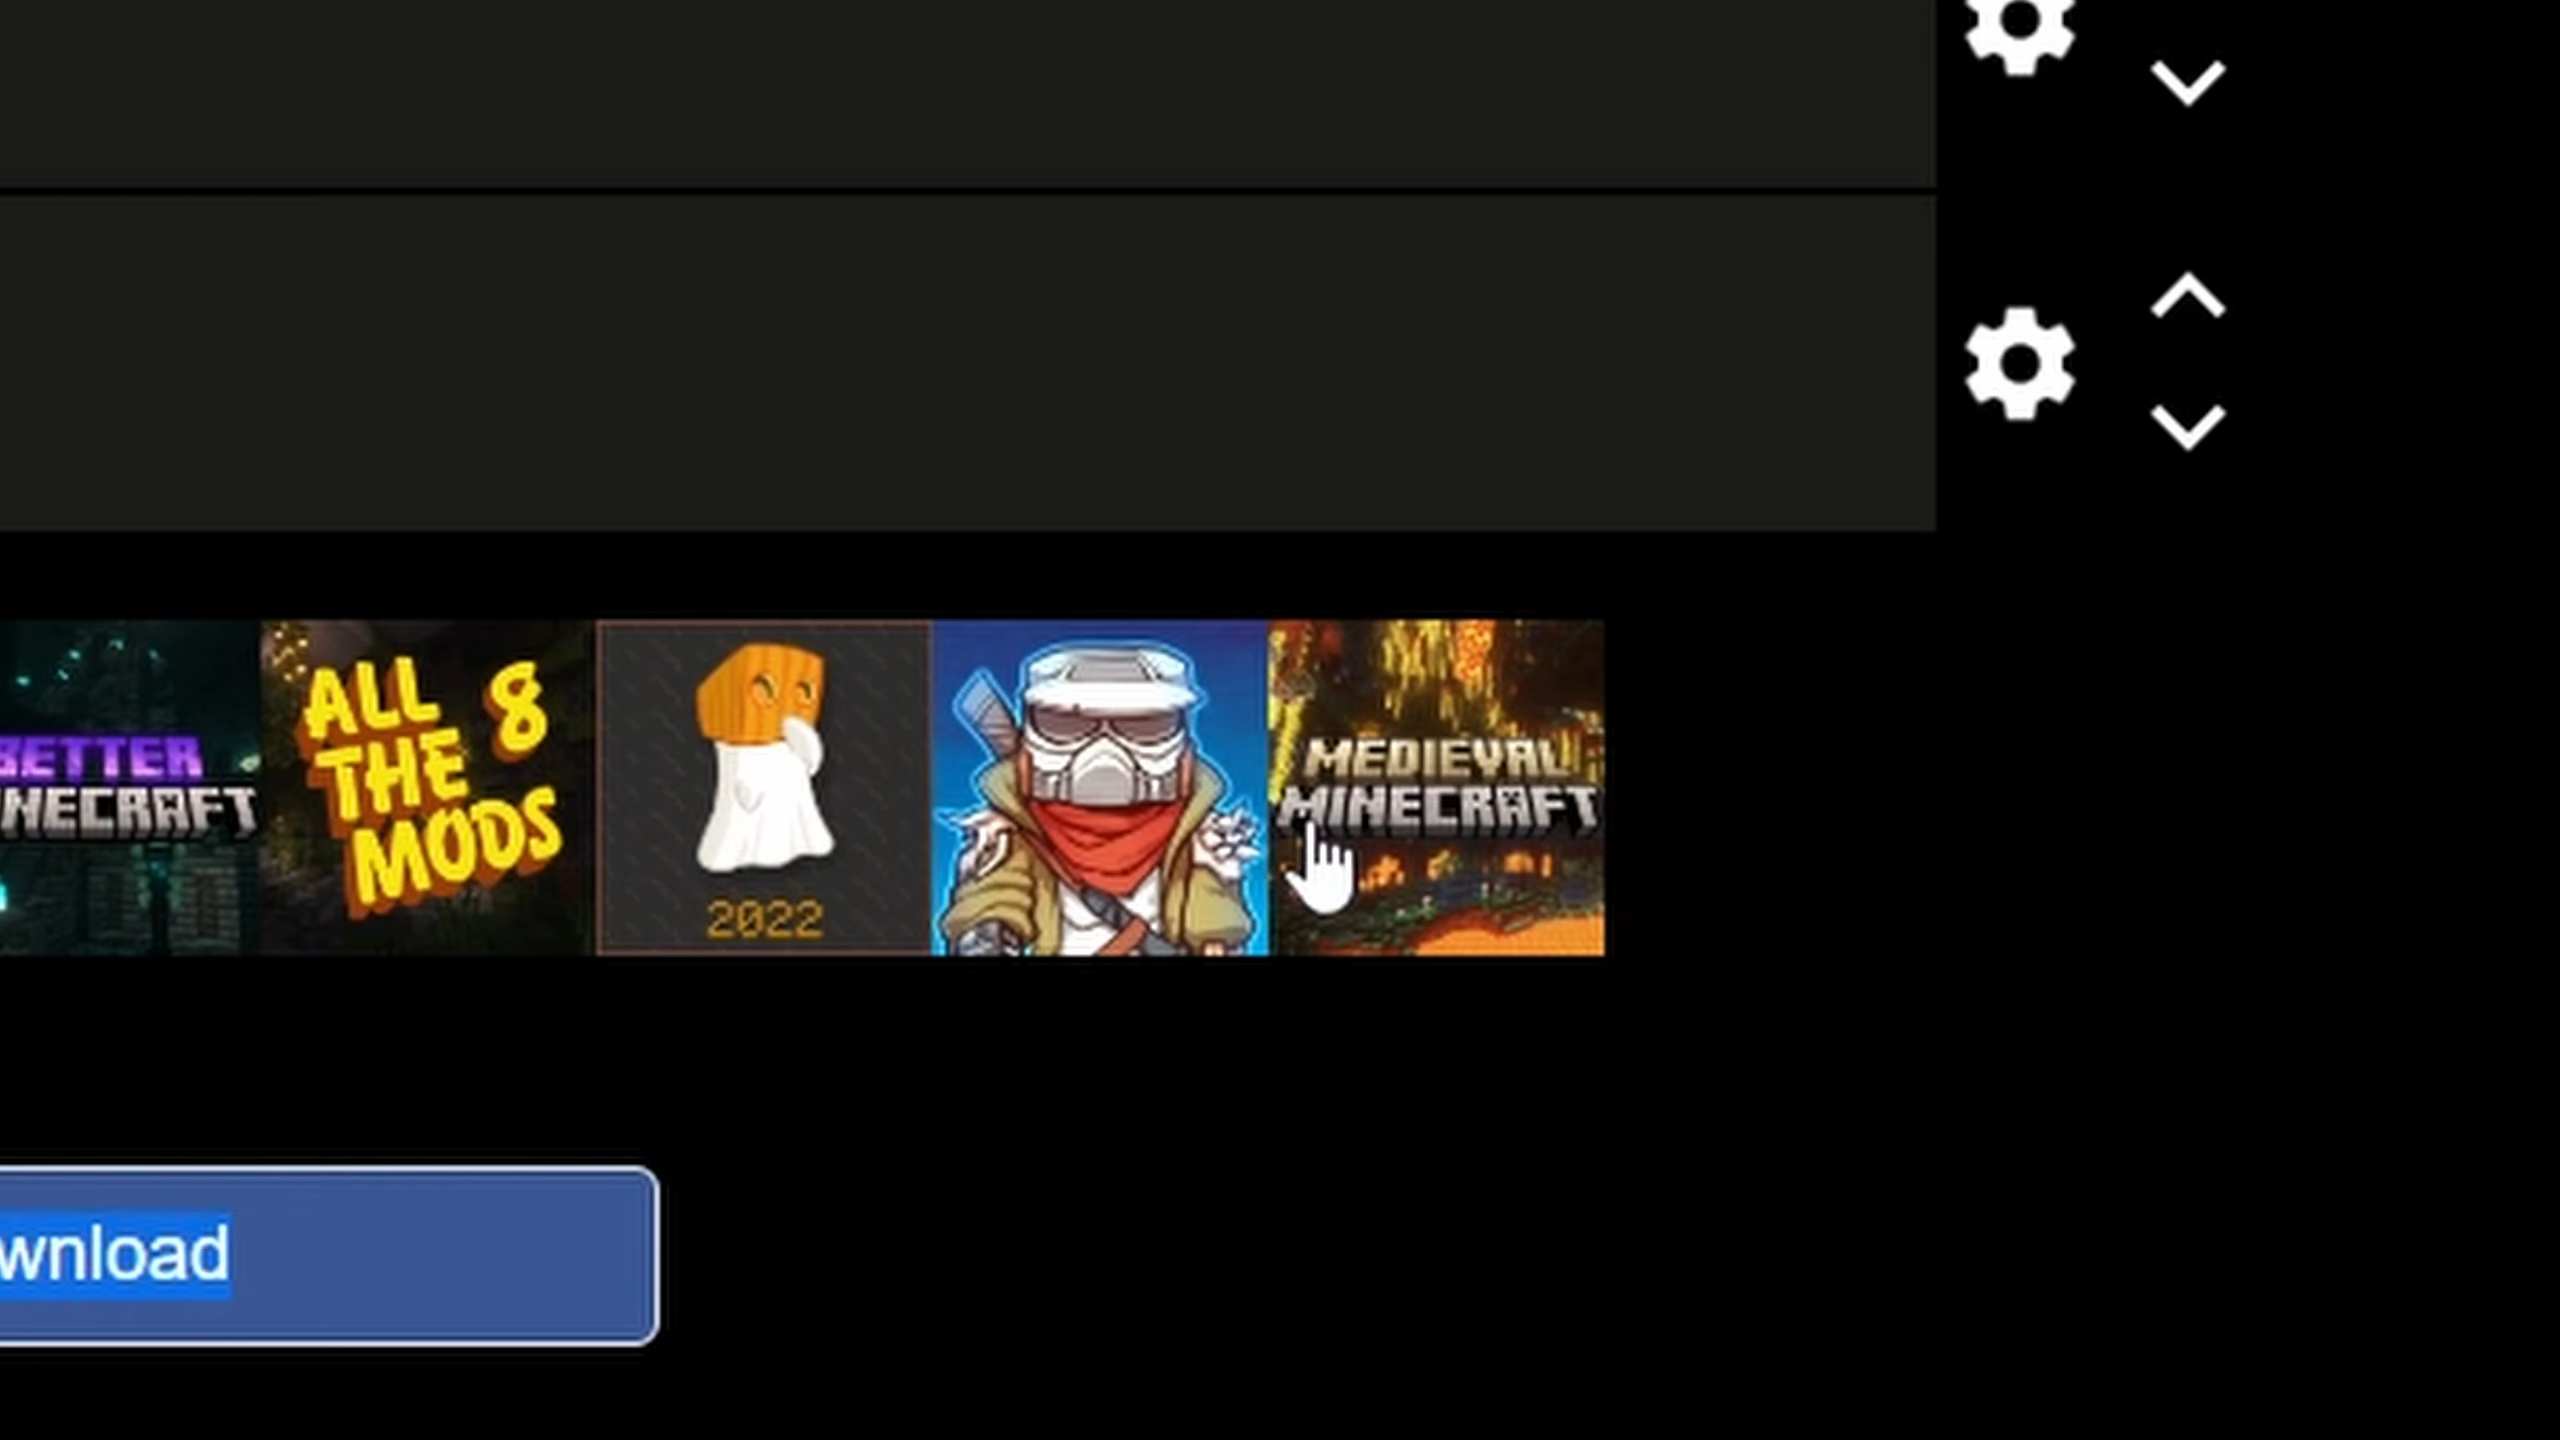 BETTER
NECRAFT
ALL
THE 8
MODS
2022
MEDIEVAL
MINECRAFT
wnload